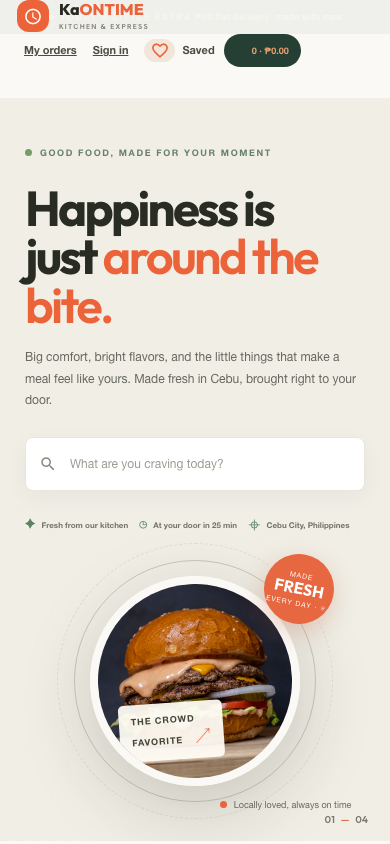 KaONTIME
KITCHEN & EXPRESS
My orders Sign in Saved 0 · ₱0.00
GOOD FOOD, MADE FOR YOUR MOMENT
Happiness is
just around the
bite.
Big comfort, bright flavors, and the little things that make a
meal feel like yours. Made fresh in Cebu, brought right to your
door.
What are you craving today?
Fresh from our kitchen At your door in 25 min Cebu City, Philippines
MADE
FRESH
EVERY DAY ·
THE CROWD
FAVORITE
Locally loved, always on time
01 — 04